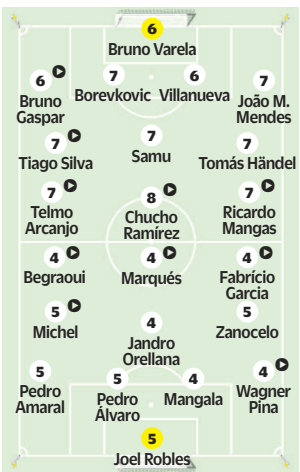 6
Bruno Varela
6 7 6 7
Bruno Gaspar
Borevkovic Villanueva
João M. Mendes
7 7 7
Tiago Silva Samu Tomás Händel
7 8 7
Telmo Arcanjo
Chucho Ramírez
Ricardo Mangas
4 4 4
Begraoui Marqués Fabrício Garcia
5 4 5
Michel Jandro Orellana Zanocelo
5 5 4 4
Pedro Amaral
Pedro Álvaro
Mangala
Wagner Pina
5
Joel Robles